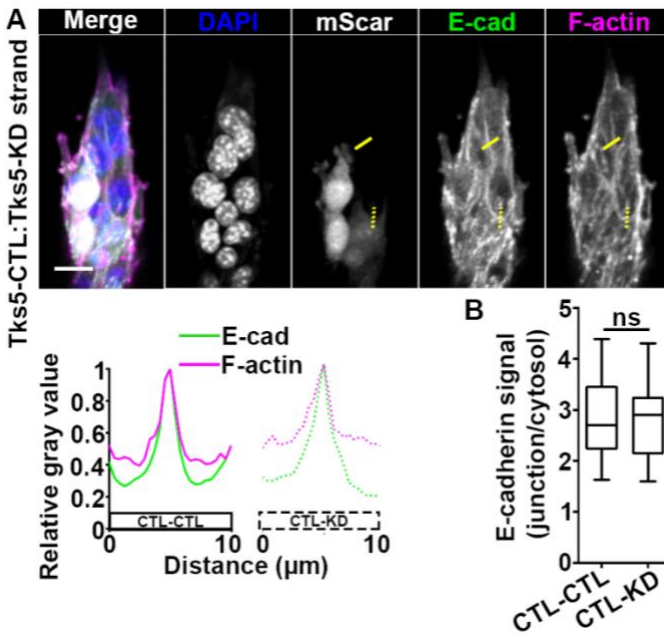 A
Merge
DAPI
mScar
E-cad
F-actin
Tks5-CTL:Tks5-KD strand
E-cad
F-actin
Relative gray value
1
0.8
0.6
0.4
0.2
0
CTL-CTL
CTL-KD
0
10
0
10
Distance (µm)
B
ns
E-cadherin signal
(junction/cytosol)
5
4
3
2
1
0
CTL-CTL
CTL-KD